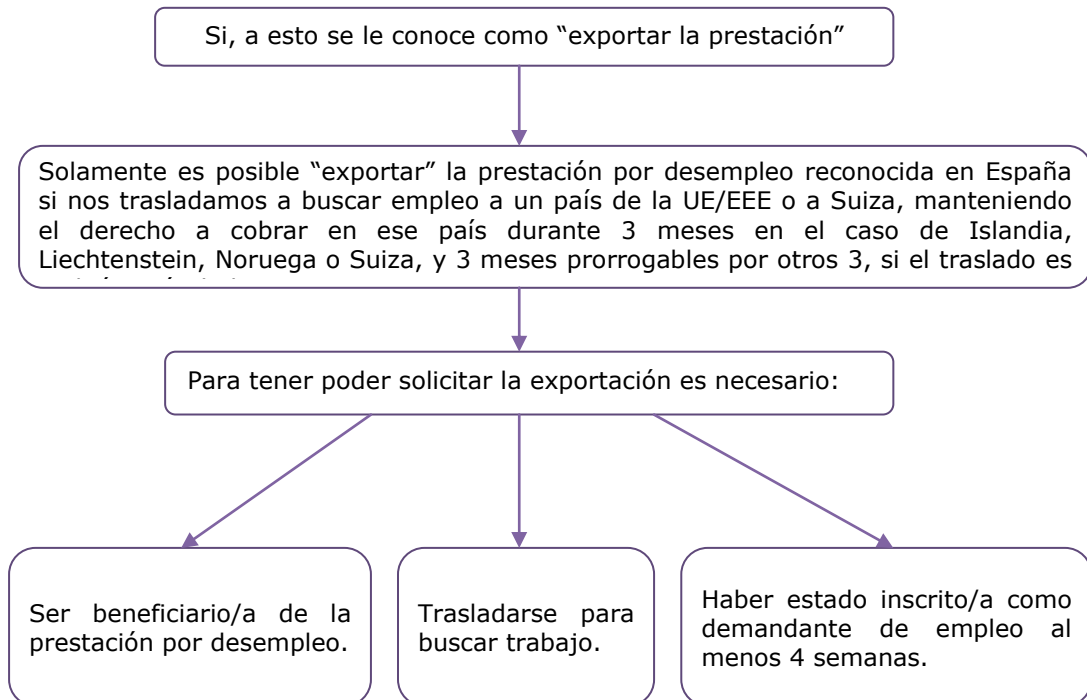 Si, a esto se le conoce como “exportar la prestación”
Solamente es posible “exportar” la prestación por desempleo reconocida en España
si nos trasladamos a buscar empleo a un país de la UE/EEE o a Suiza, manteniendo
el derecho a cobrar en ese país durante 3 meses en el caso de Islandia,
Liechtenstein, Noruega o Suiza, y 3 meses prorrogables por otros 3, si el traslado es
Para tener poder solicitar la exportación es necesario:
Ser beneficiario/a de la
prestación por desempleo.
Trasladarse para
buscar trabajo.
Haber estado inscrito/a como
demandante de empleo al
menos 4 semanas.